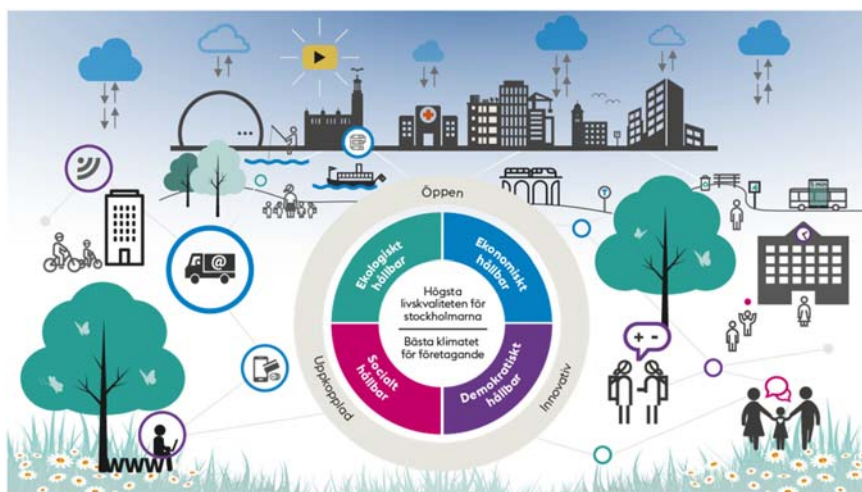 Öppen
Ekologiskt
hållbar
Ekonomiskt
hållbar
Högsta
livskvaliteten för
stockholmarna
Bästa klimatet
för företagande
Socialt
hållbar
Demokratiskt
hållbar
Uppkopplad
Innovativ
@
+ -
T
WWW